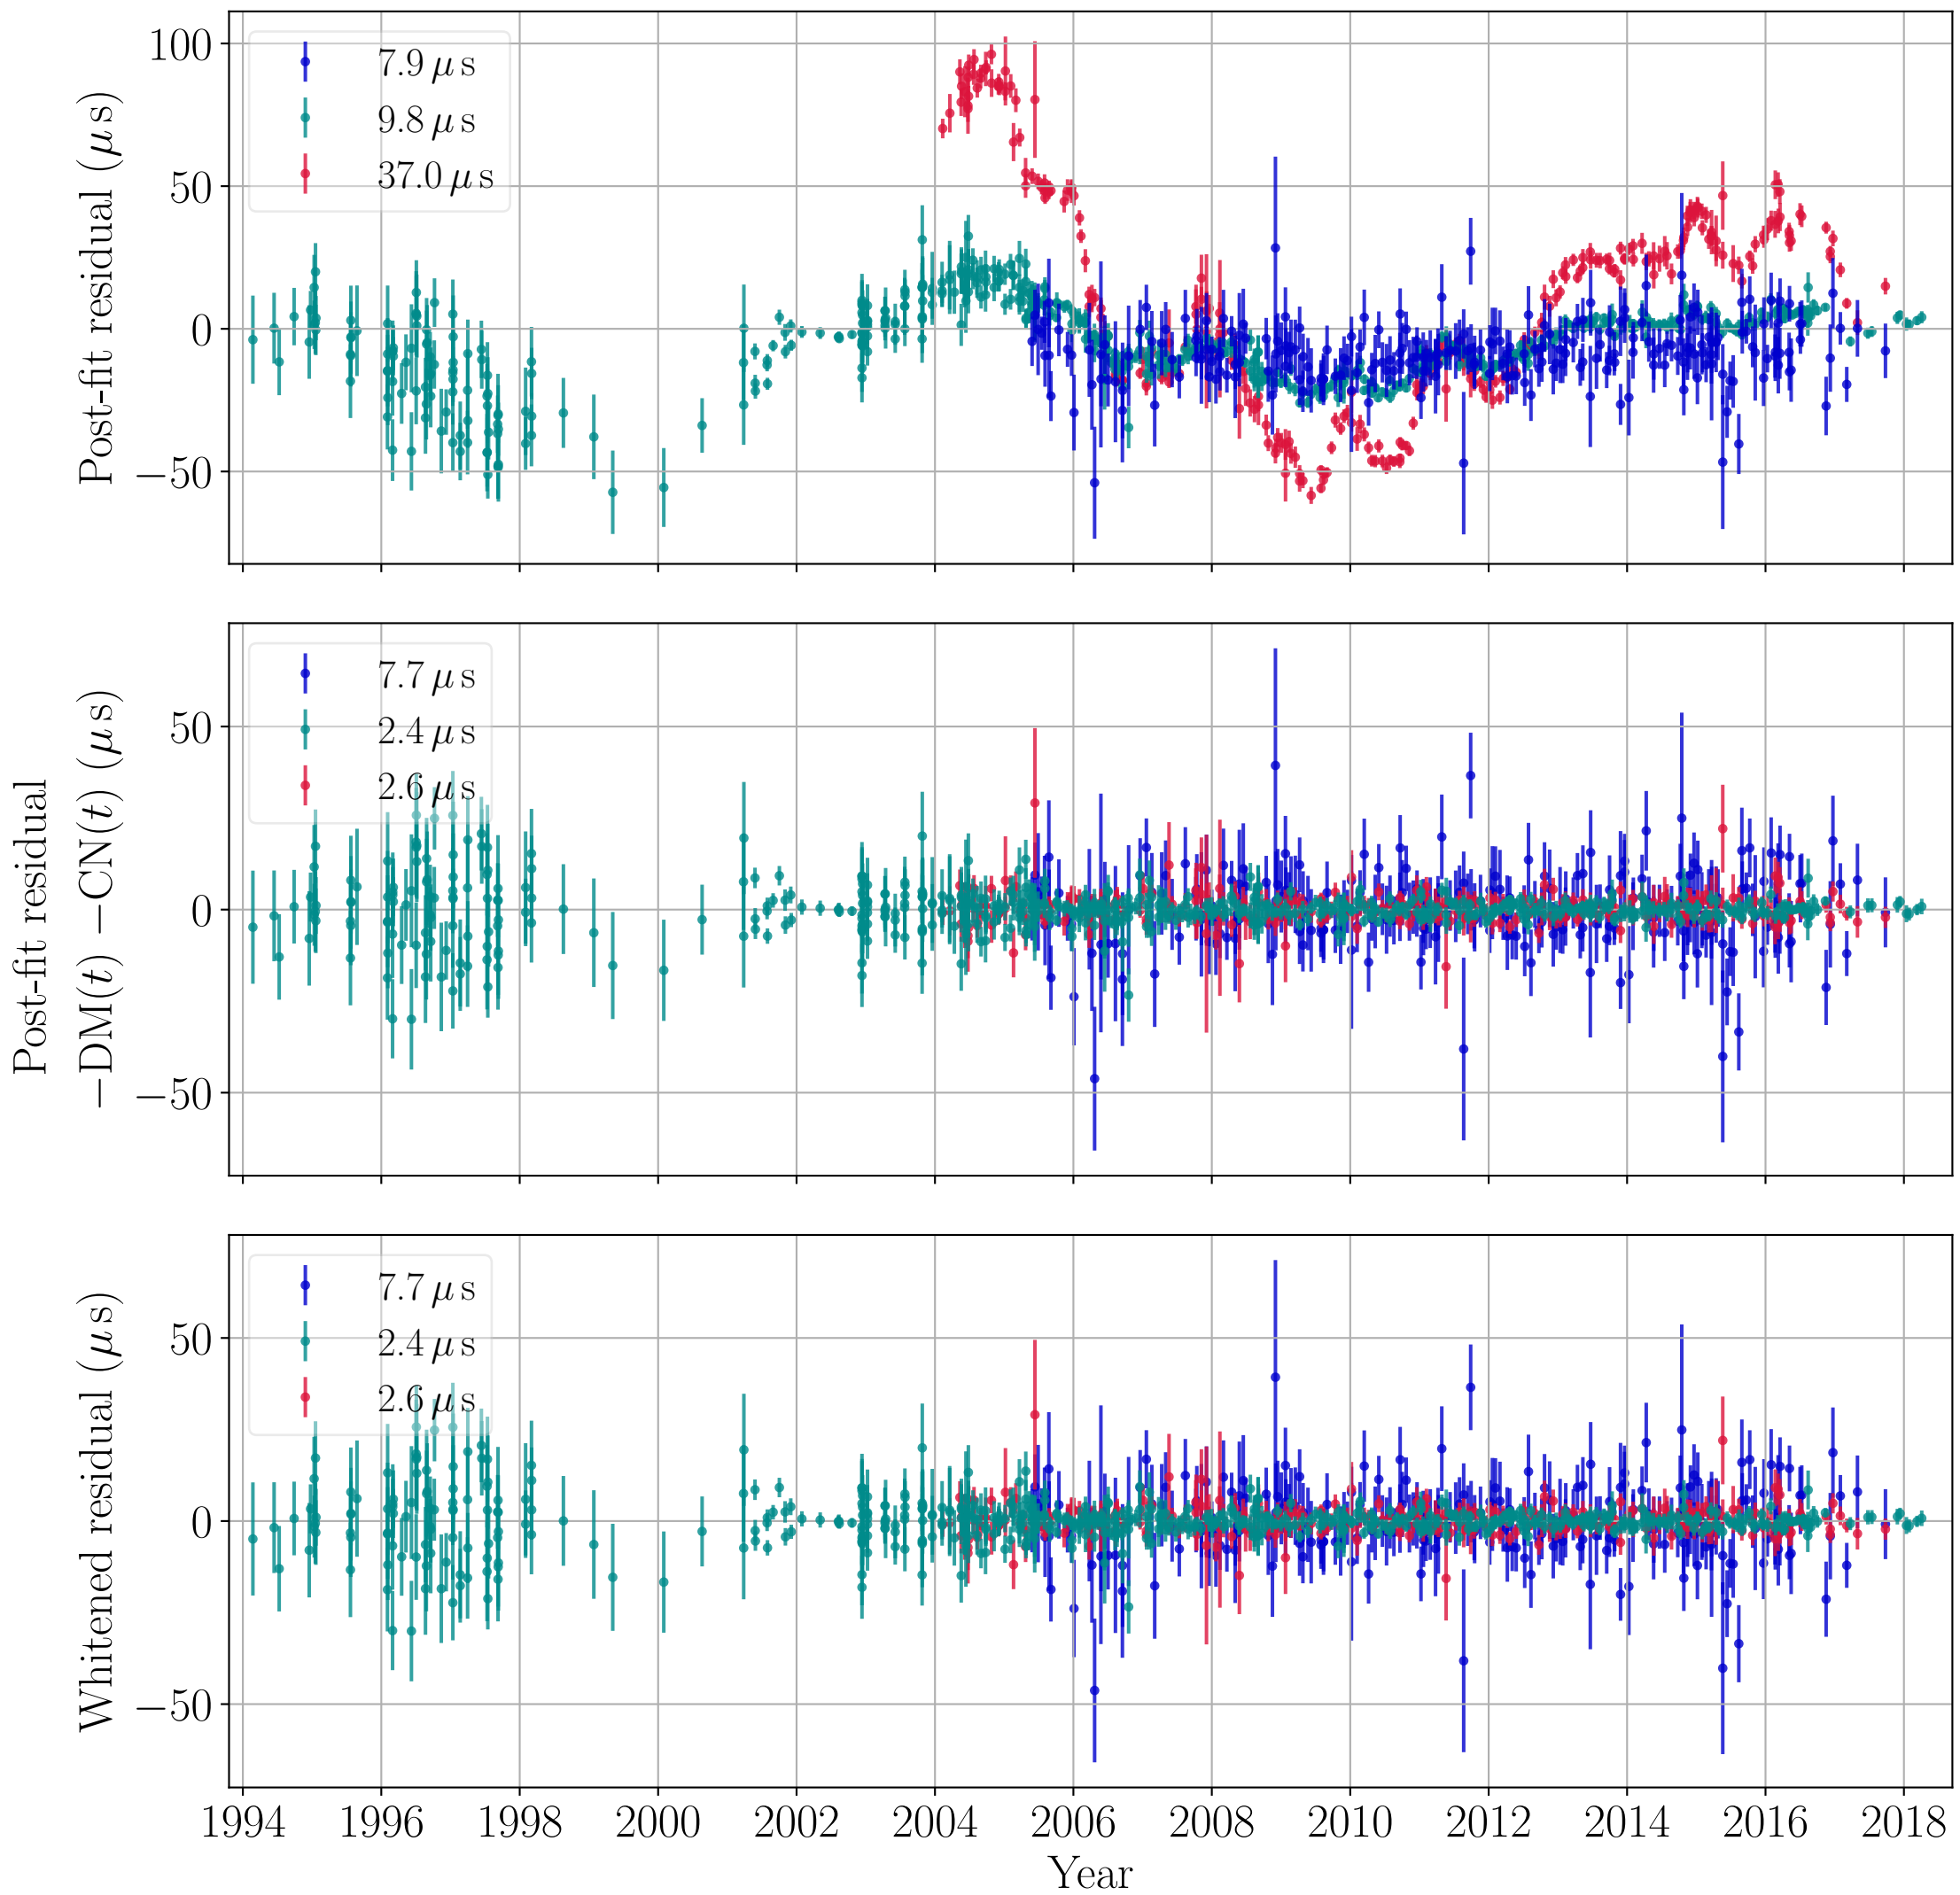 Post-fit residual (μs)
100
50
0
−50
7.9 μs
9.8 μs
37.0 μs
Post-fit residual
−DM(t) −CN(t) (μs)
50
0
−50
7.7 μs
2.4 μs
2.6 μs
Whitened residual (μs)
50
0
−50
7.7 μs
2.4 μs
2.6 μs
1994 1996 1998 2000 2002 2004 2006 2008 2010 2012 2014 2016 2018
Year